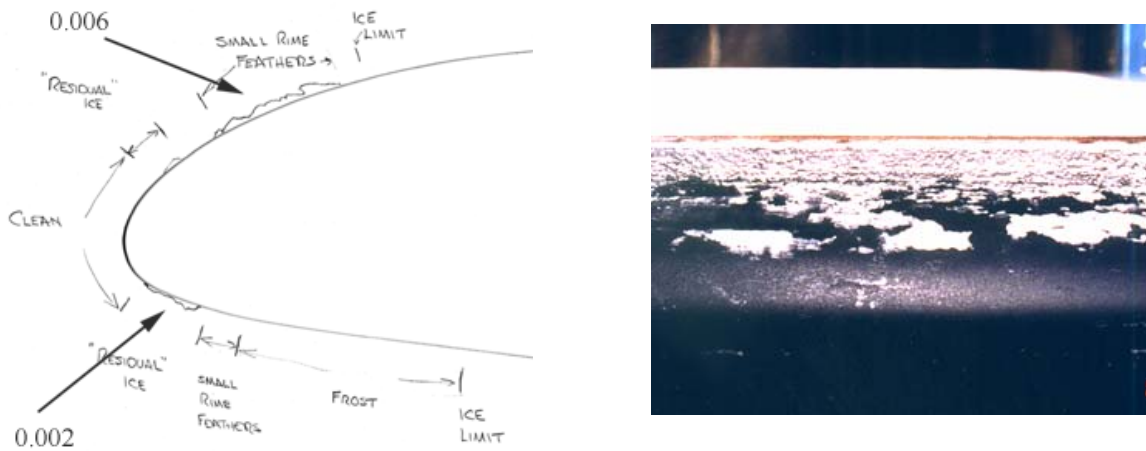 0.006
ICE
LIMIT
SMALL RIME
FEATHERS
"RESIDUAL"
ICE
CLEAN
"RESIDUAL"
ICE
SMALL
RIME
FEATHERS
FROST
ICE
LIMIT
0.002